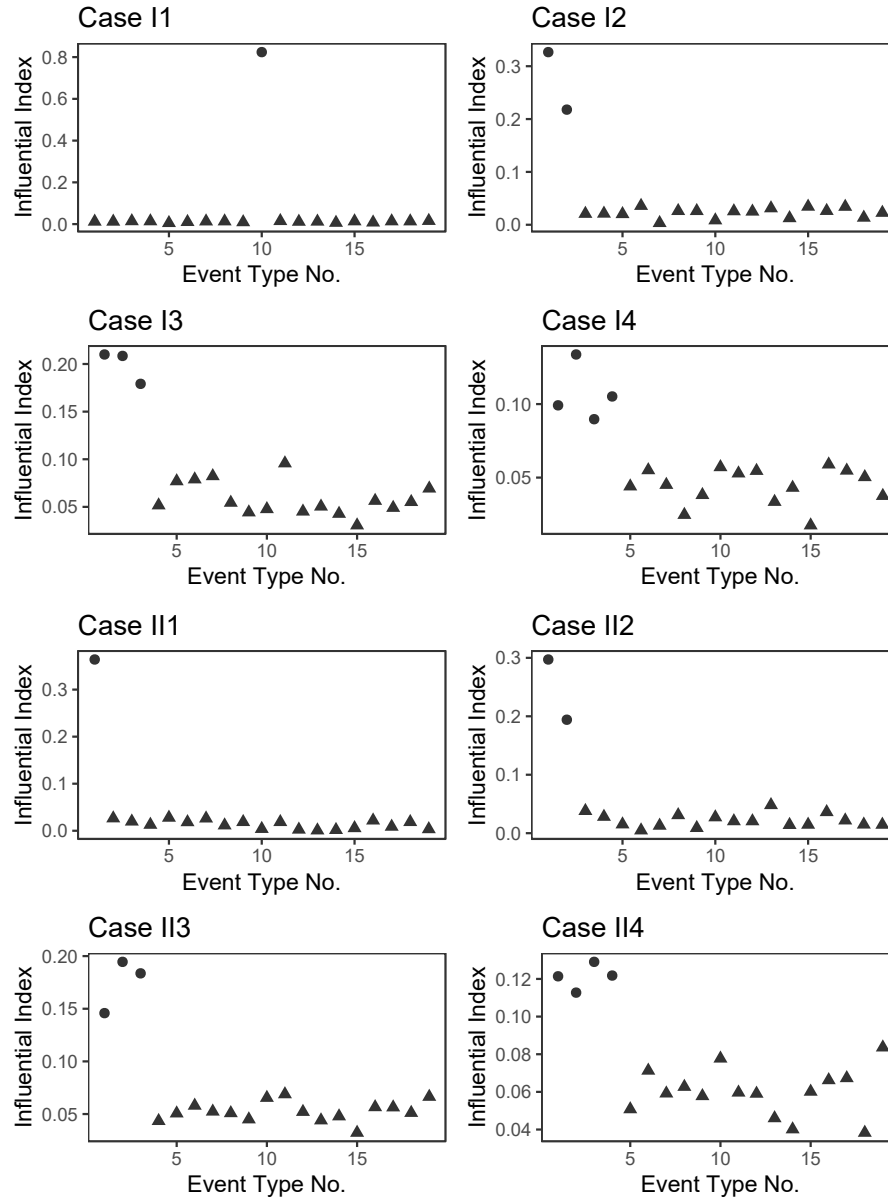 Case I1
Influential Index
0.8
0.6
0.4
0.2
0.0
5
10
15
Event Type No.
Case I2
Influential Index
0.3
0.2
0.1
0.0
5
10
15
Event Type No.
Case I3
Influential Index
0.20
0.15
0.10
0.05
5
10
15
Event Type No.
Case I4
Influential Index
0.10
0.05
5
10
15
Event Type No.
Case II1
Influential Index
0.3
0.2
0.1
0.0
5
10
15
Event Type No.
Case II2
Influential Index
0.3
0.2
0.1
0.0
5
10
15
Event Type No.
Case II3
Influential Index
0.20
0.15
0.10
0.05
5
10
15
Event Type No.
Case II4
Influential Index
0.12
0.10
0.08
0.06
0.04
5
10
15
Event Type No.